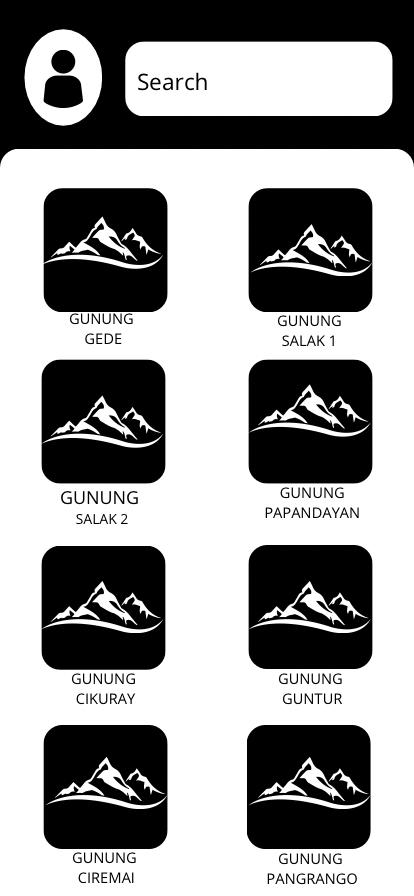 Search
GUNUNG
GEDE
GUNUNG
SALAK 1
GUNUNG
SALAK 2
GUNUNG
PAPANDAYAN
GUNUNG
CIKURAY
GUNUNG
GUNTUR
GUNUNG
CIREMAI
GUNUNG
PANGRANGO